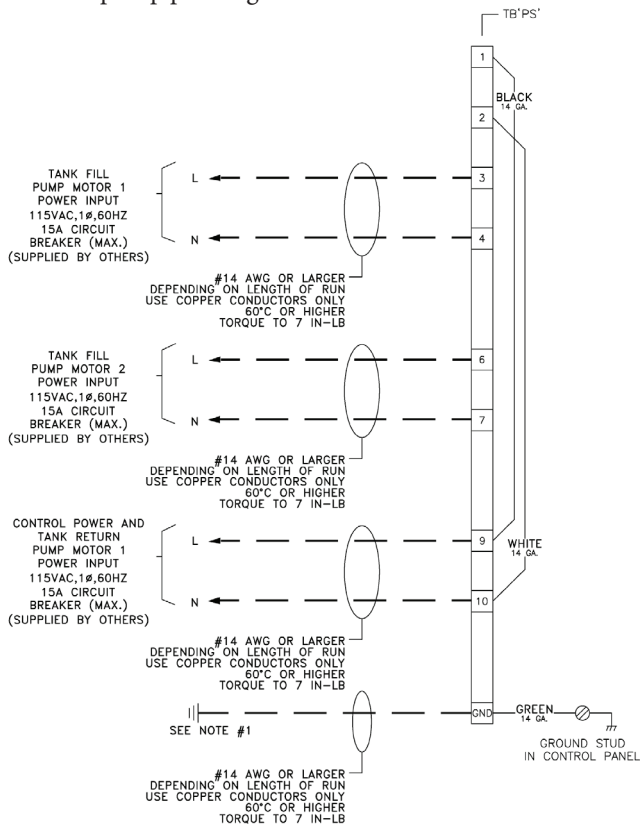 TB'PS'
1
BLACK
14 GA.
2
TANK FILL
PUMP MOTOR 1
POWER INPUT
115VAC,1ø,60HZ
15A CIRCUIT
BREAKER (MAX.)
(SUPPLIED BY OTHERS)
L
N
3
4
#14 AWG OR LARGER
DEPENDING ON LENGTH OF RUN
USE COPPER CONDUCTORS ONLY
60°C OR HIGHER
TORQUE TO 7 IN-LB
TANK FILL
PUMP MOTOR 2
POWER INPUT
115VAC,1ø,60HZ
15A CIRCUIT
BREAKER (MAX.)
(SUPPLIED BY OTHERS)
L
N
6
7
#14 AWG OR LARGER
DEPENDING ON LENGTH OF RUN
USE COPPER CONDUCTORS ONLY
60°C OR HIGHER
TORQUE TO 7 IN-LB
CONTROL POWER AND
TANK RETURN
PUMP MOTOR 1
POWER INPUT
115VAC,1ø,60HZ
15A CIRCUIT
BREAKER (MAX.)
(SUPPLIED BY OTHERS)
L
N
9
10
WHITE
14 GA.
#14 AWG OR LARGER
DEPENDING ON LENGTH OF RUN
USE COPPER CONDUCTORS ONLY
60°C OR HIGHER
TORQUE TO 7 IN-LB
SEE NOTE #1
GND
GREEN
14 GA.
GROUND STUD
IN CONTROL PANEL
#14 AWG OR LARGER
DEPENDING ON LENGTH OF RUN
USE COPPER CONDUCTORS ONLY
60°C OR HIGHER
TORQUE TO 7 IN-LB